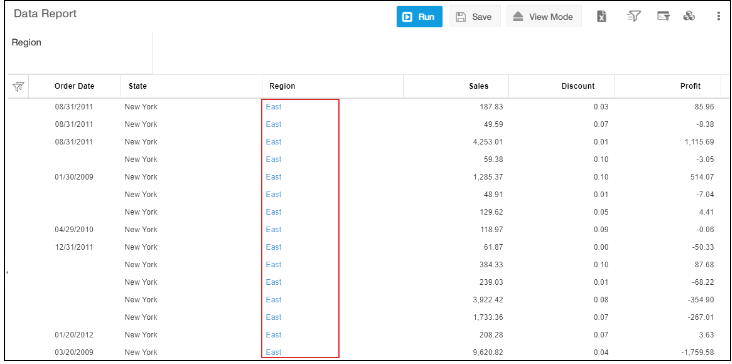 Data Report Run Save View Mode
Region
Order Date State Region Sales Discount Profit
08/31/2011 New York East 187.83 0.03 85.96
08/31/2011 New York East 49.59 0.07 -8.38
08/31/2011 New York East 4,253.01 0.01 1,115.69
New York East 59.38 0.10 -3.05
01/30/2009 New York East 1,285.37 0.10 514.07
New York East 48.91 0.01 -7.04
New York East 129.62 0.05 4.41
04/29/2010 New York East 118.97 0.09 -0.06
12/31/2011 New York East 61.87 0.00 -50.33
New York East 384.33 0.10 87.68
New York East 239.03 0.01 -68.22
New York East 3,922.42 0.08 -354.90
New York East 1,733.36 0.07 -267.01
01/20/2012 New York East 208.28 0.07 3.63
03/20/2009 New York East 9,620.82 0.04 -1,759.58